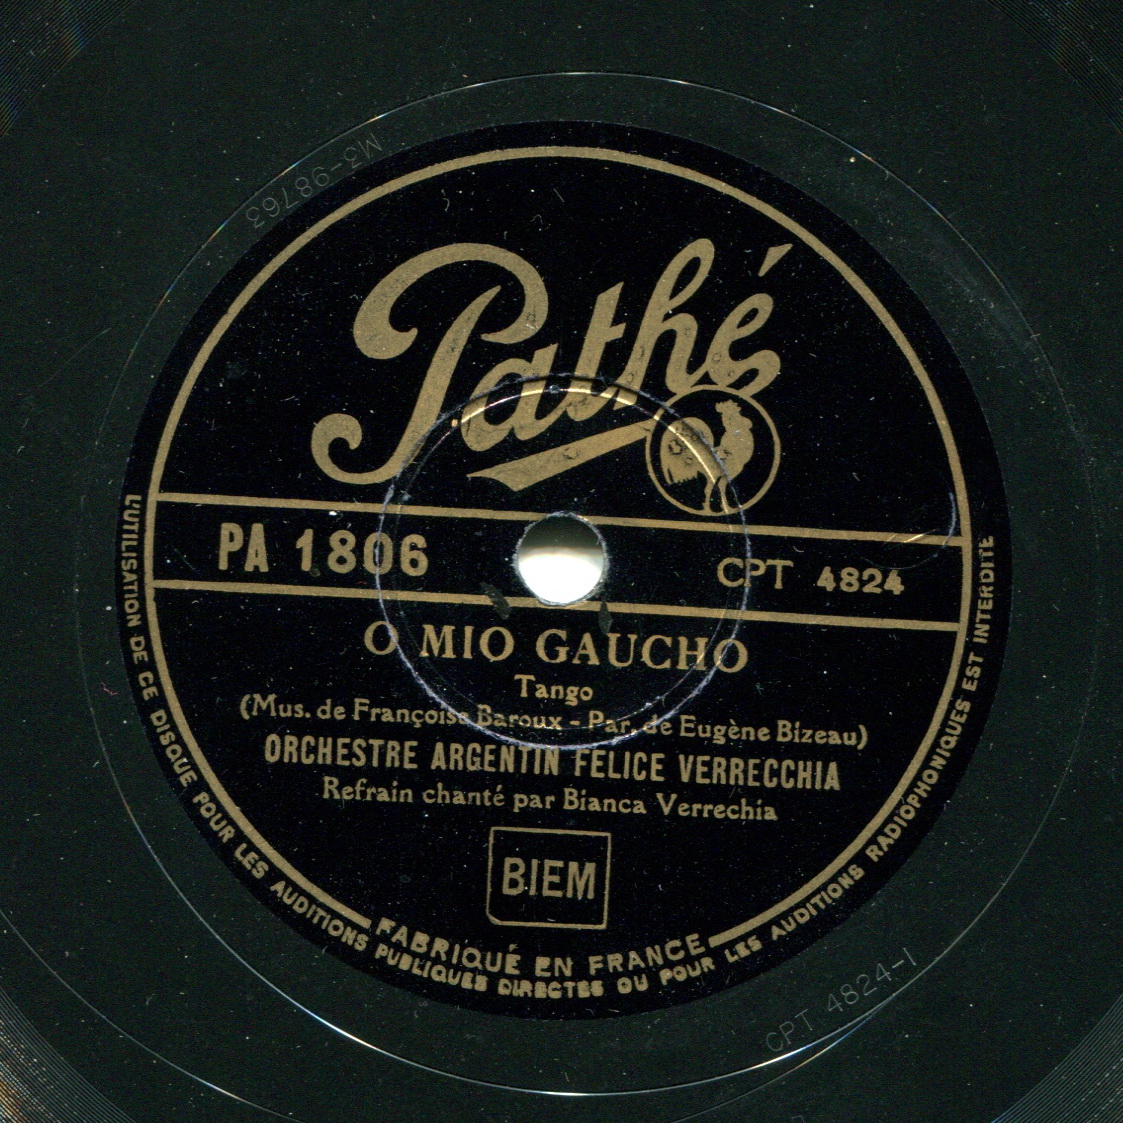 M3-98763
Pathé
PA 1806
CPT 4824
O MIO GAUCHO
Tango
(Mus. de Françoise Baroux - Par. de Eugène Bizeau)
ORCHESTRE ARGENTIN FELICE VERRECCHIA
Refrain chanté par Bianca Verrechia
BIEM
FABRIQUÉ EN FRANCE
L'UTILISATION DE CE DISQUE POUR LES AUDITIONS PUBLIQUES DIRECTES OU POUR LES AUDITIONS RADIOPHONIQUES EST INTERDITE
CPT 4824-1